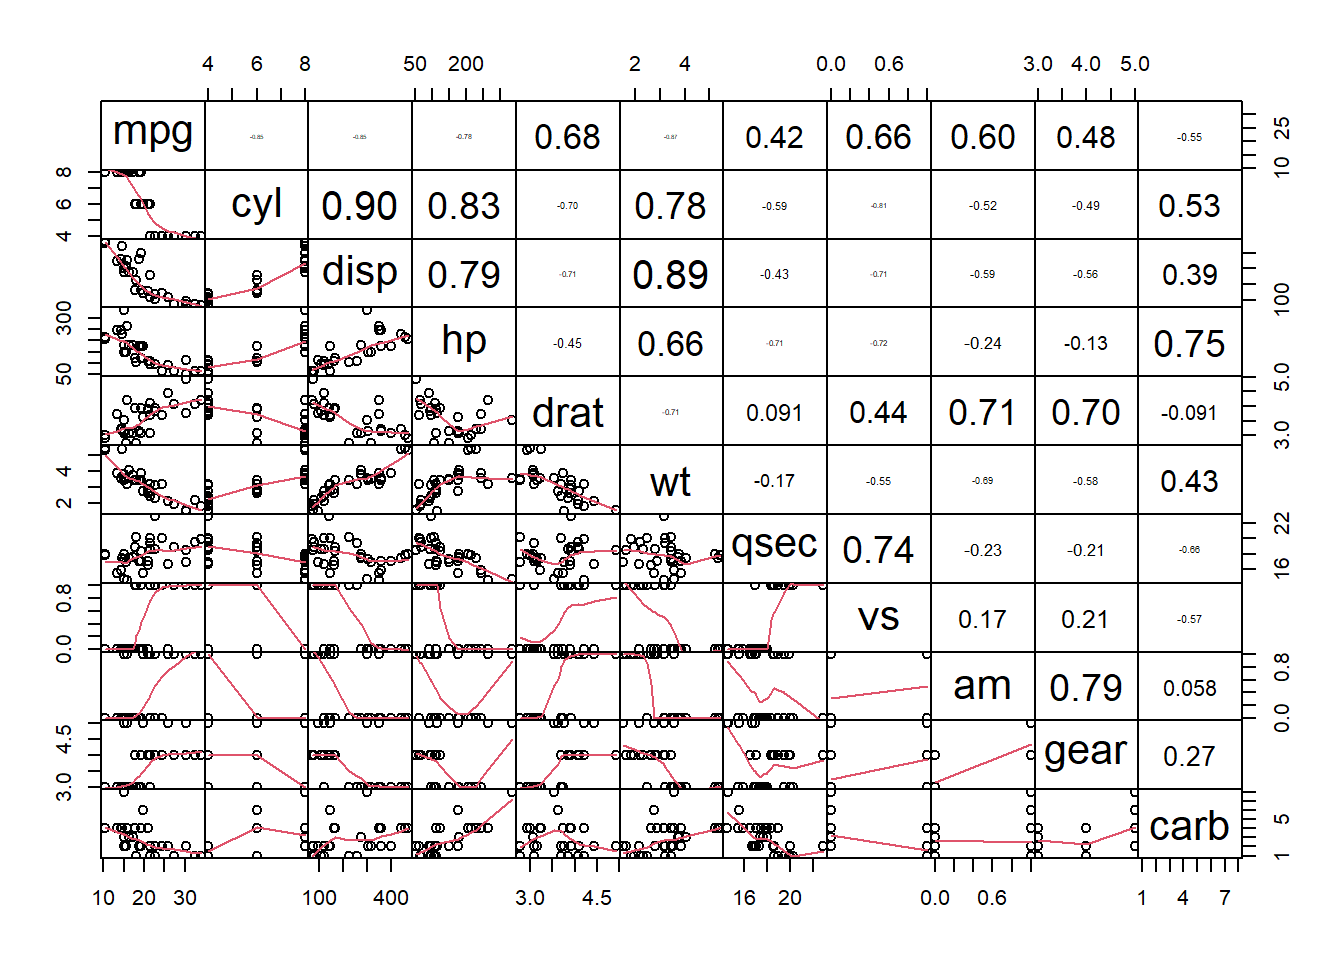 4 6 8 50 200 2 4 0.0 0.6 3.0 4.0 5.0
mpg -0.85 -0.85 -0.78 0.68 -0.87 0.42 0.66 0.60 0.48 -0.55 10 25
4 6 8 cyl 0.90 0.83 -0.70 0.78 -0.59 -0.81 -0.52 -0.49 0.53
disp 0.79 -0.71 0.89 -0.43 -0.71 -0.59 -0.56 0.39 100
50 300 hp -0.45 0.66 -0.71 -0.72 -0.24 -0.13 0.75
drat -0.71 0.091 0.44 0.71 0.70 -0.091 3.0 5.0
2 4 wt -0.17 -0.55 -0.69 -0.58 0.43
qsec 0.74 -0.23 -0.21 -0.66 16 22
0.0 0.8 vs 0.17 0.21 -0.57
am 0.79 0.058 0.0 0.8
3.0 4.5 gear 0.27
carb 1 5
10 20 30 100 400 3.0 4.5 16 20 0.0 0.6 1 4 7